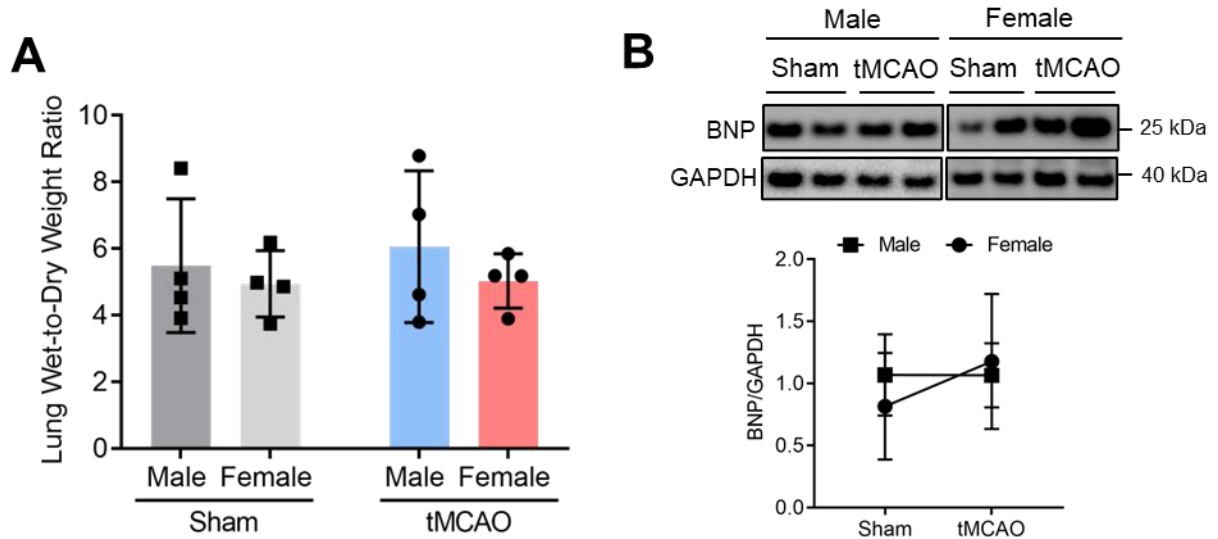 A
Lung Wet-to-Dry Weight Ratio
10
8
6
4
2
0
Male Female Male Female
Sham tMCAO
B
Male Female
Sham tMCAO Sham tMCAO
BNP 25 kDa
GAPDH 40 kDa
Male Female
BNP/GAPDH
2.0
1.5
1.0
0.5
0.0
Sham tMCAO